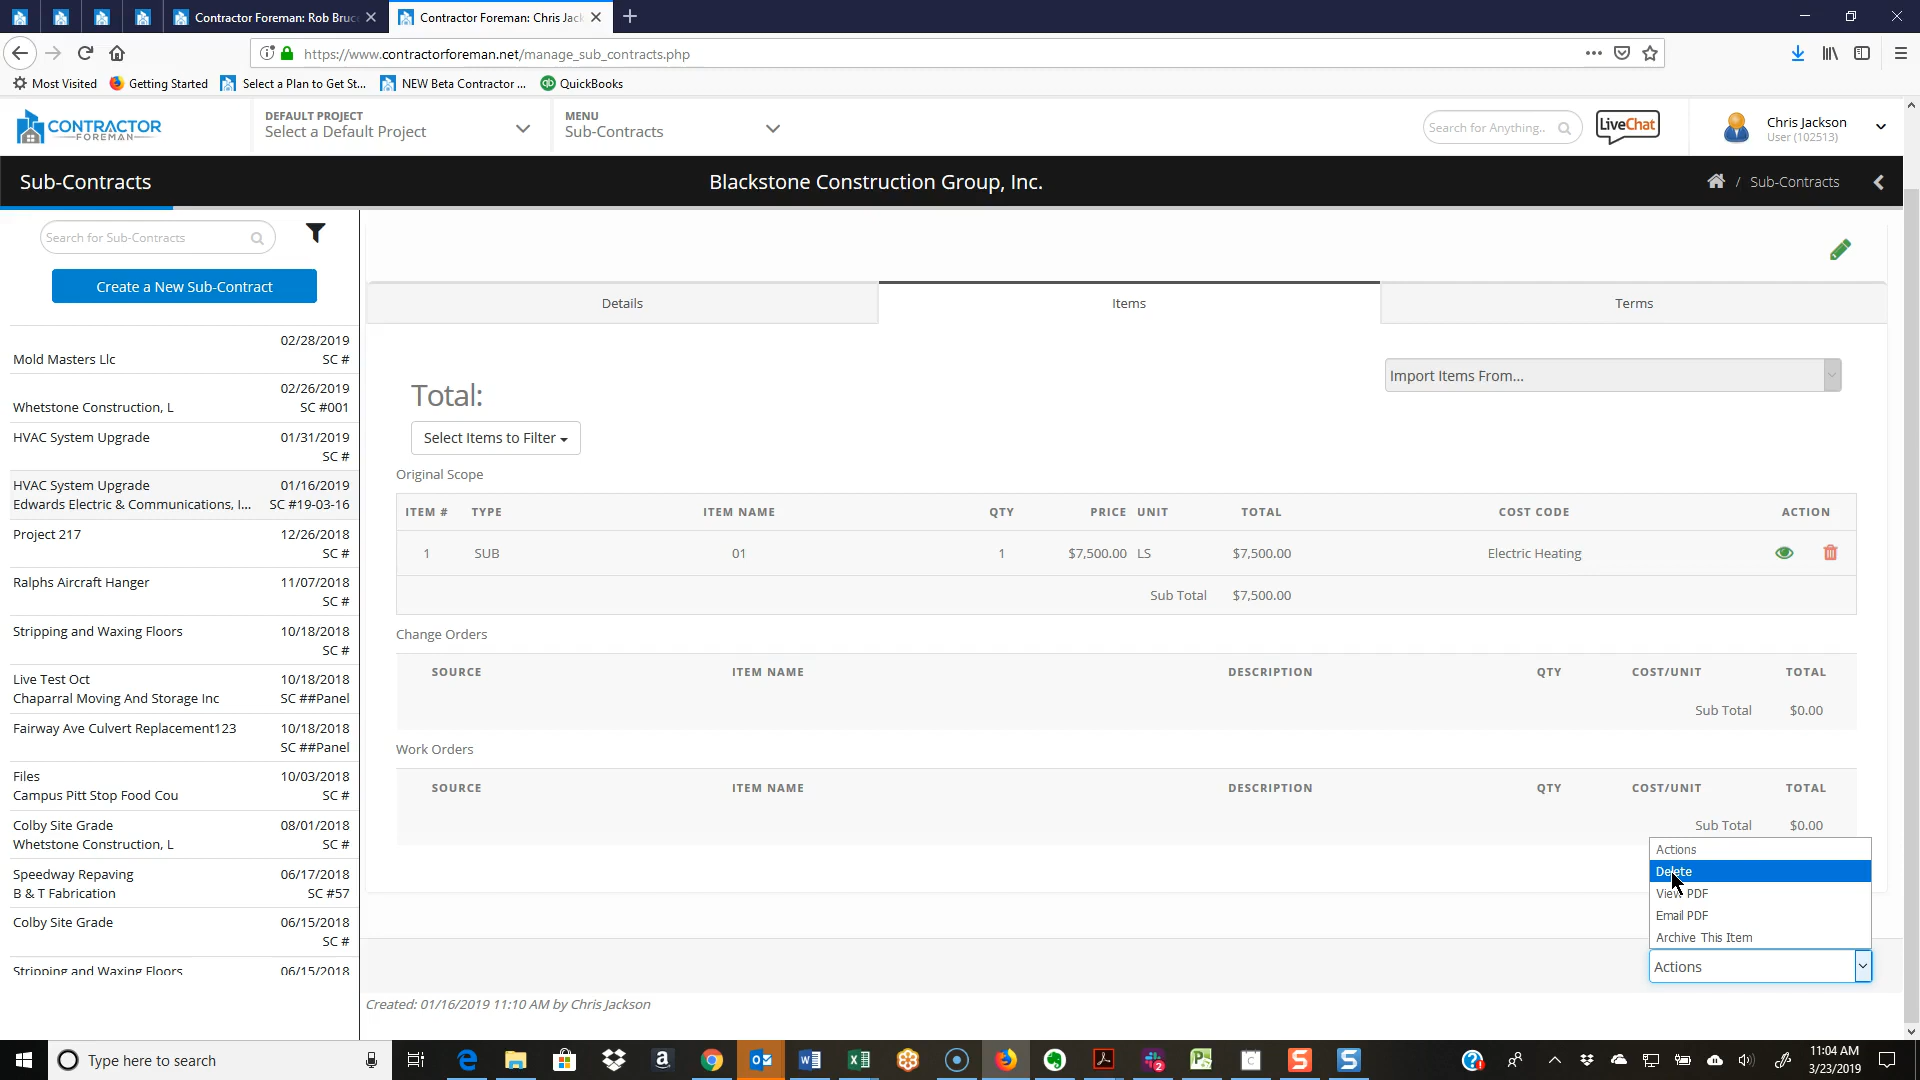 Contractor Foreman: Rob Bruc
Contractor Foreman: Chris Jack
https://www.contractorforeman.net/manage_sub_contracts.php
Most Visited
Getting Started
Select a Plan to Get St...
NEW Beta Contractor ...
QuickBooks
CONTRACTOR
FOREMAN
DEFAULT PROJECT
Select a Default Project
MENU
Sub-Contracts
Search for Anything..
LiveChat
Chris Jackson
User (102513)
Sub-Contracts
Blackstone Construction Group, Inc.
/ Sub-Contracts
Search for Sub-Contracts
Create a New Sub-Contract
02/28/2019
Mold Masters Llc SC #
02/26/2019
Whetstone Construction, L SC #001
HVAC System Upgrade 01/31/2019
SC #
HVAC System Upgrade 01/16/2019
Edwards Electric & Communications, I... SC #19-03-16
Project 217 12/26/2018
SC #
Ralphs Aircraft Hanger 11/07/2018
SC #
Stripping and Waxing Floors 10/18/2018
SC #
Live Test Oct 10/18/2018
Chaparral Moving And Storage Inc SC ##Panel
Fairway Ave Culvert Replacement123 10/18/2018
SC ##Panel
Files 10/03/2018
Campus Pitt Stop Food Cou SC #
Colby Site Grade 08/01/2018
Whetstone Construction, L SC #
Speedway Repaving 06/17/2018
B & T Fabrication SC #57
Colby Site Grade 06/15/2018
SC #
Stripping and Waxing Floors 06/15/2018
Details
Items
Terms
Import Items From...
Total:
Select Items to Filter
Original Scope
ITEM # TYPE ITEM NAME QTY PRICE UNIT TOTAL COST CODE ACTION
1 SUB 01 1 $7,500.00 LS $7,500.00 Electric Heating
Sub Total $7,500.00
Change Orders
SOURCE ITEM NAME DESCRIPTION QTY COST/UNIT TOTAL
Sub Total $0.00
Work Orders
SOURCE ITEM NAME DESCRIPTION QTY COST/UNIT TOTAL
Sub Total $0.00
Actions
Delete
View PDF
Email PDF
Archive This Item
Actions
Created: 01/16/2019 11:10 AM by Chris Jackson
Type here to search
11:04 AM
3/23/2019